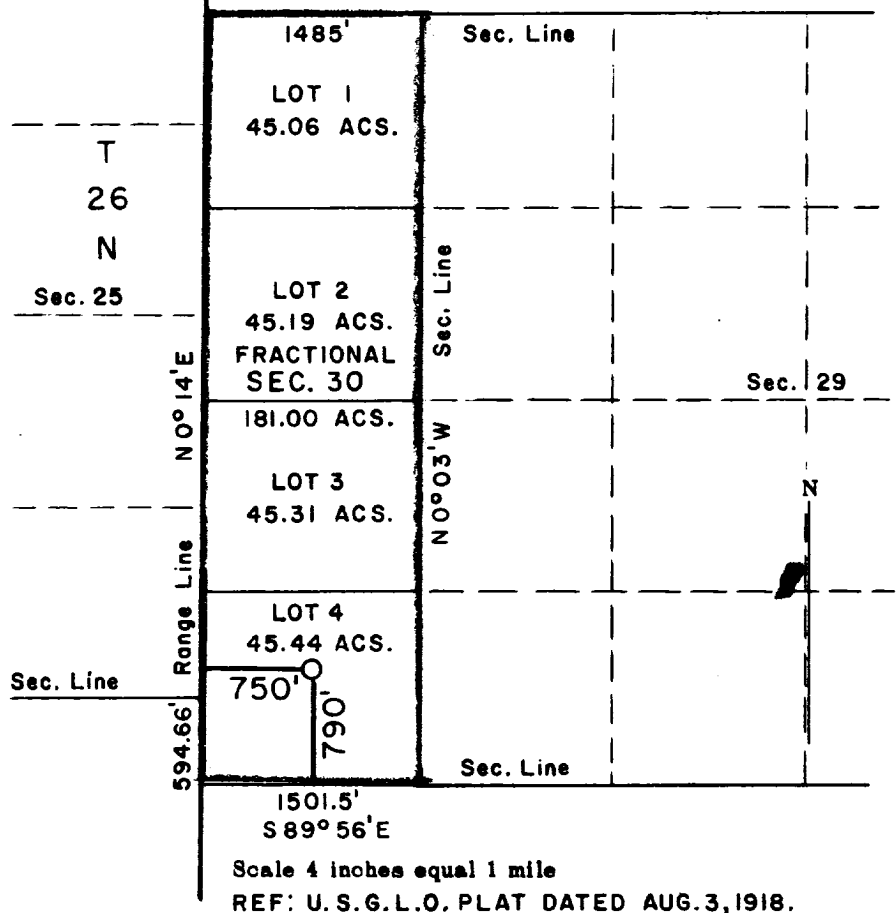 1485'
Sec. Line
LOT 1
45.06 ACS.
T
26
N
Sec. 25
LOT 2
45.19 ACS.
FRACTIONAL
SEC. 30
181.00 ACS.
N0°14'E
Sec. Line
N0°03'W
Sec. 29
LOT 3
45.31 ACS.
N
Range Line
LOT 4
45.44 ACS.
750'
790'
Sec. Line
594.66'
Sec. Line
1501.5'
S89°56'E
Scale 4 inches equal 1 mile
REF: U.S.G.L.O. PLAT DATED AUG.3,1918.